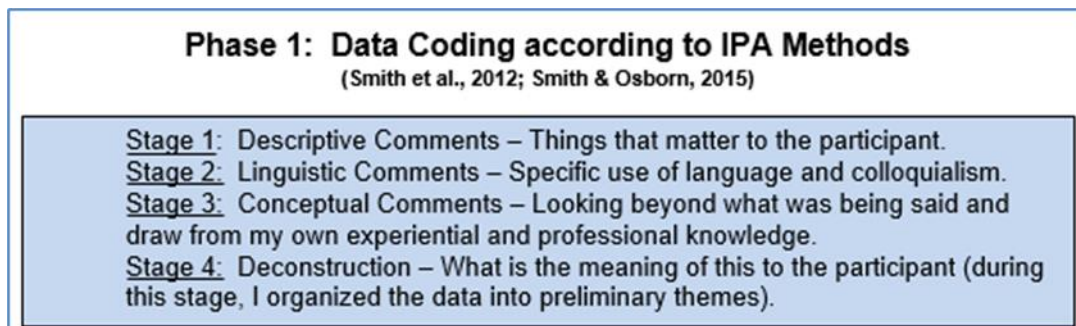 Phase 1: Data Coding according to IPA Methods
(Smith et al., 2012; Smith & Osborn, 2015)
Stage 1: Descriptive Comments – Things that matter to the participant.
Stage 2: Linguistic Comments – Specific use of language and colloquialism.
Stage 3: Conceptual Comments – Looking beyond what was being said and
draw from my own experiential and professional knowledge.
Stage 4: Deconstruction – What is the meaning of this to the participant (during
this stage, I organized the data into preliminary themes).